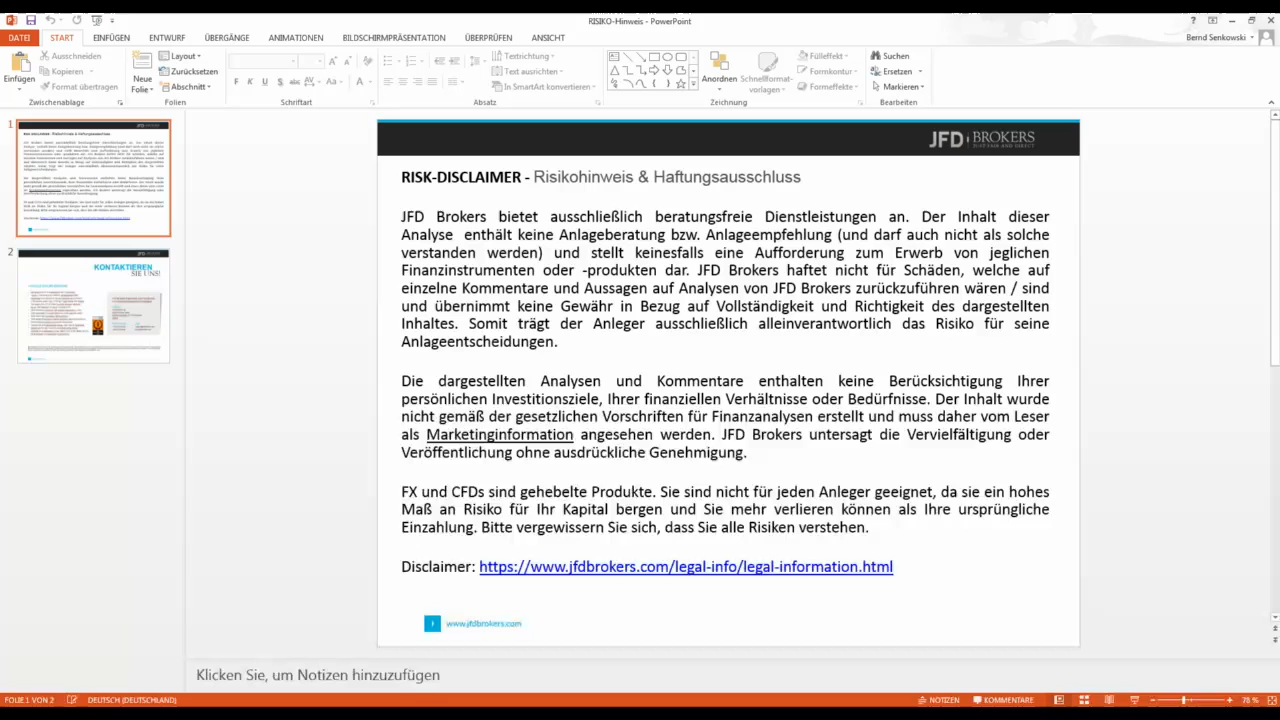 RISIKO-Hinweis - PowerPoint
DATEI START EINFÜGEN ENTWURF ÜBERGÄNGE ANIMATIONEN BILDSCHIRMPRÄSENTATION ÜBERPRÜFEN ANSICHT Bernd Senkowski
Einfügen
Ausschneiden
Kopieren
Format übertragen
Zwischenablage
Neue
Folie
Layout
Zurücksetzen
Abschnitt
Folien
F K U S abc AV Aa A
Schriftart
Textrichtung
Text ausrichten
In SmartArt konvertieren
Absatz
Anordnen
Schnellformat-
vorlagen
Fülleffekt
Formkontur
Formeffekte
Zeichnung
Suchen
Ersetzen
Markieren
Bearbeiten
1
2
KONTAKTIEREN
SIE UNS!
JFD BROKERS
JUST FAIR AND DIRECT
RISK-DISCLAIMER - Risikohinweis & Haftungsausschluss
JFD Brokers bietet ausschließlich beratungsfreie Dienstleistungen an. Der Inhalt dieser
Analyse enthält keine Anlageberatung bzw. Anlageempfehlung (und darf auch nicht als solche
verstanden werden) und stellt keinesfalls eine Aufforderung zum Erwerb von jeglichen
Finanzinstrumenten oder -produkten dar. JFD Brokers haftet nicht für Schäden, welche auf
einzelne Kommentare und Aussagen auf Analysen von JFD Brokers zurückzuführen wären / sind
und übernimmt keine Gewähr in Bezug auf Vollständigkeit und Richtigkeit des dargestellten
Inhaltes. Somit trägt der Anleger ausschließlich alleinverantwortlich das Risiko für seine
Anlageentscheidungen.
Die dargestellten Analysen und Kommentare enthalten keine Berücksichtigung Ihrer
persönlichen Investitionsziele, Ihrer finanziellen Verhältnisse oder Bedürfnisse. Der Inhalt wurde
nicht gemäß der gesetzlichen Vorschriften für Finanzanalysen erstellt und muss daher vom Leser
als Marketinginformation angesehen werden. JFD Brokers untersagt die Vervielfältigung oder
Veröffentlichung ohne ausdrückliche Genehmigung.
FX und CFDs sind gehebelte Produkte. Sie sind nicht für jeden Anleger geeignet, da sie ein hohes
Maß an Risiko für Ihr Kapital bergen und Sie mehr verlieren können als Ihre ursprüngliche
Einzahlung. Bitte vergewissern Sie sich, dass Sie alle Risiken verstehen.
Disclaimer: https://www.jfdbrokers.com/legal-info/legal-information.html
www.jfdbrokers.com
Klicken Sie, um Notizen hinzuzufügen
FOLIE 1 VON 2 DEUTSCH (DEUTSCHLAND) NOTIZEN KOMMENTARE 78 %